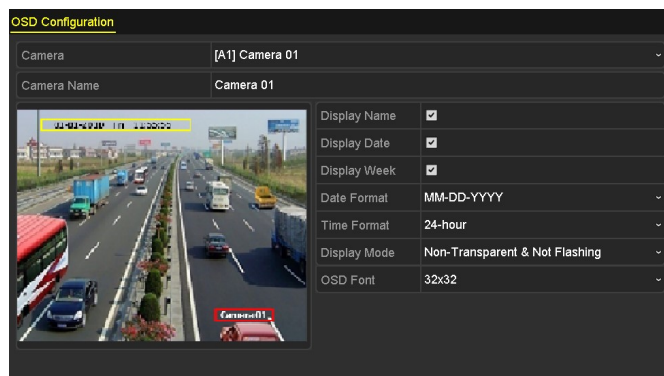 OSD Configuration
Camera [A1] Camera 01
Camera Name Camera 01
Display Name
Display Date
Display Week
Date Format MM-DD-YYYY
Time Format 24-hour
Display Mode Non-Transparent & Not Flashing
OSD Font 32x32
Camera01